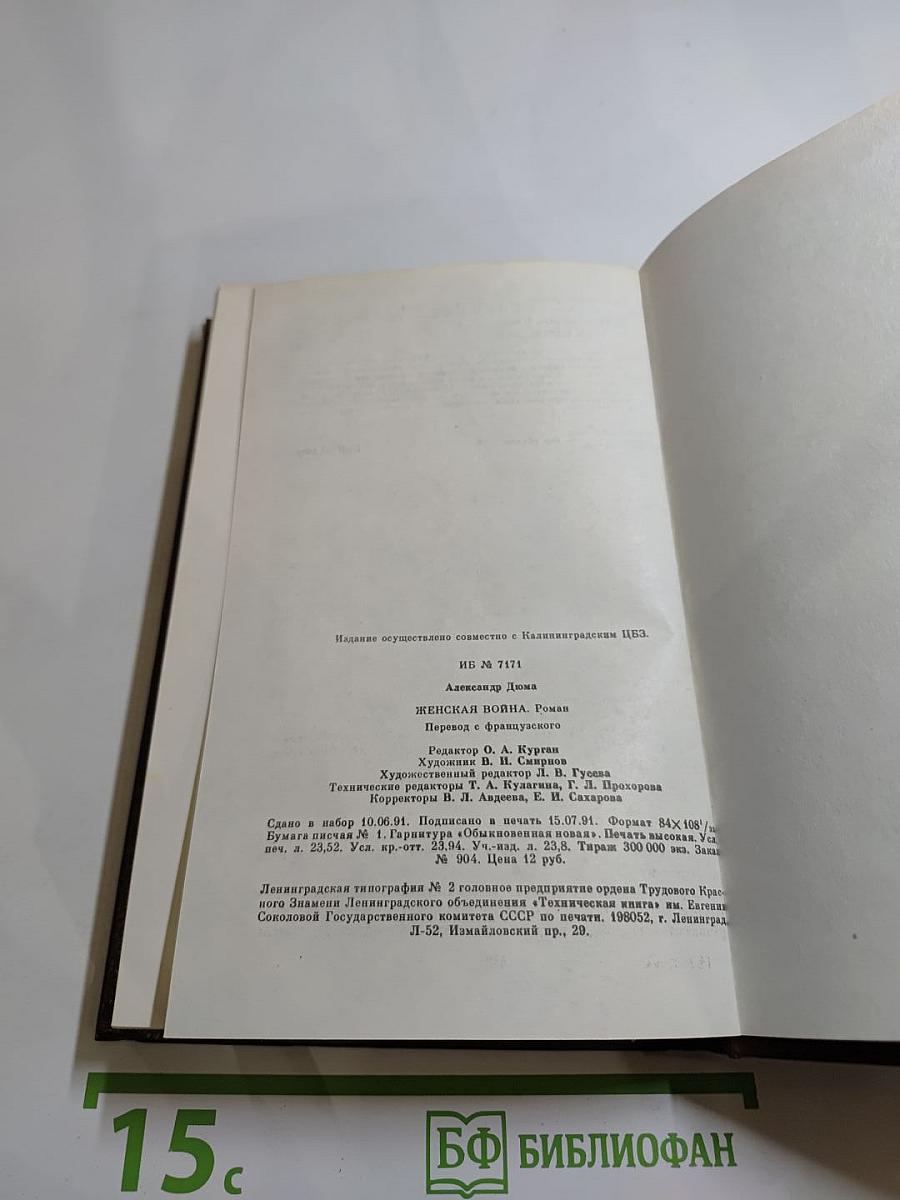 Издание осуществлено совместно с Калининградским ЦБЗ.
ИБ № 7171
Александр Дюма
ЖЕНСКАЯ ВОЙНА. Роман
Перевод с французского
Редактор О. А. Курган
Художник В. И. Смирнов
Художественный редактор Л. В. Гусева
Технические редакторы Т. А. Кулагина, Г. Л. Прохорова
Корректоры В. Л. Авдеева, Е. И. Сахарова
Сдано в набор 10.06.91. Подписано в печать 15.07.91. Формат 84×108¹/₃₂
Бумага писчая № 1. Гарнитура «Обыкновенная новая». Печать высокая. Усл
печ. л. 23,52. Усл. кр.-отт. 23.94. Уч.-изд. л. 23,8. Тираж 300 000 экз. Зака
№ 904. Цена 12 руб.
Ленинградская типография № 2 головное предприятие ордена Трудового Крас-
ного Знамени Ленинградского объединения «Техническая книга» им. Евгении
Соколовой Государственного комитета СССР по печати. 198052, г. Ленинград,
Л-52, Измайловский пр., 29.
15 с
БФ БИБЛИОФАН